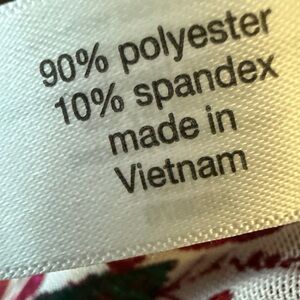 90% polyester
10% spandex
made in
Vietnam